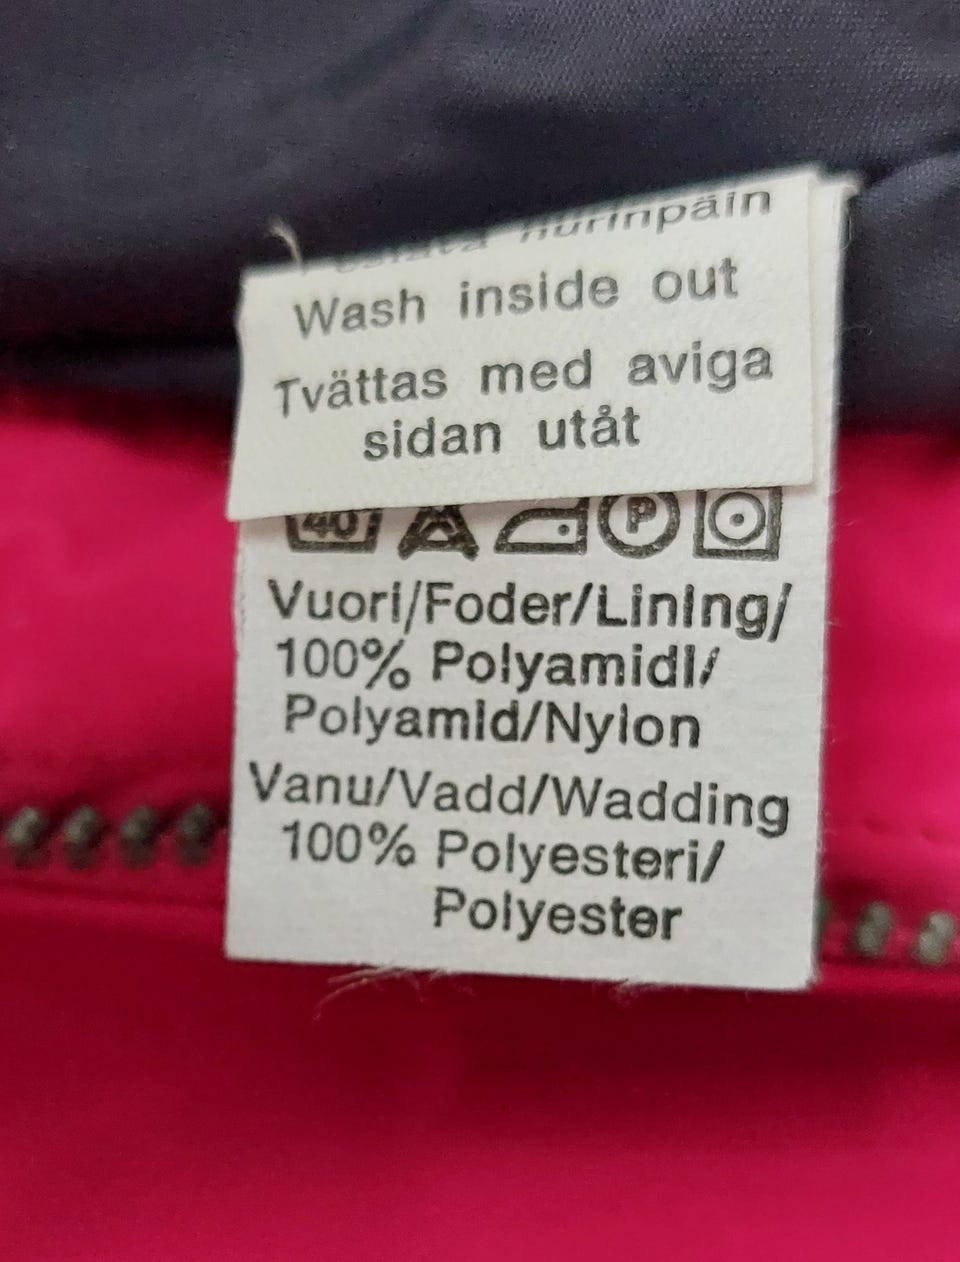 nurinpäin
Wash inside out
Tvättas med aviga
sidan utåt
40 P
Vuori/Foder/Lining/
100% Polyamidi/
Polyamid/Nylon
Vanu/Vadd/Wadding
100% Polyesteri/
Polyester